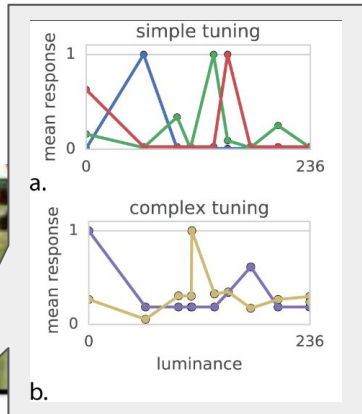 simple tuning
1
mean response
0
0 236
a.
complex tuning
1
mean response
0
0 236
luminance
b.